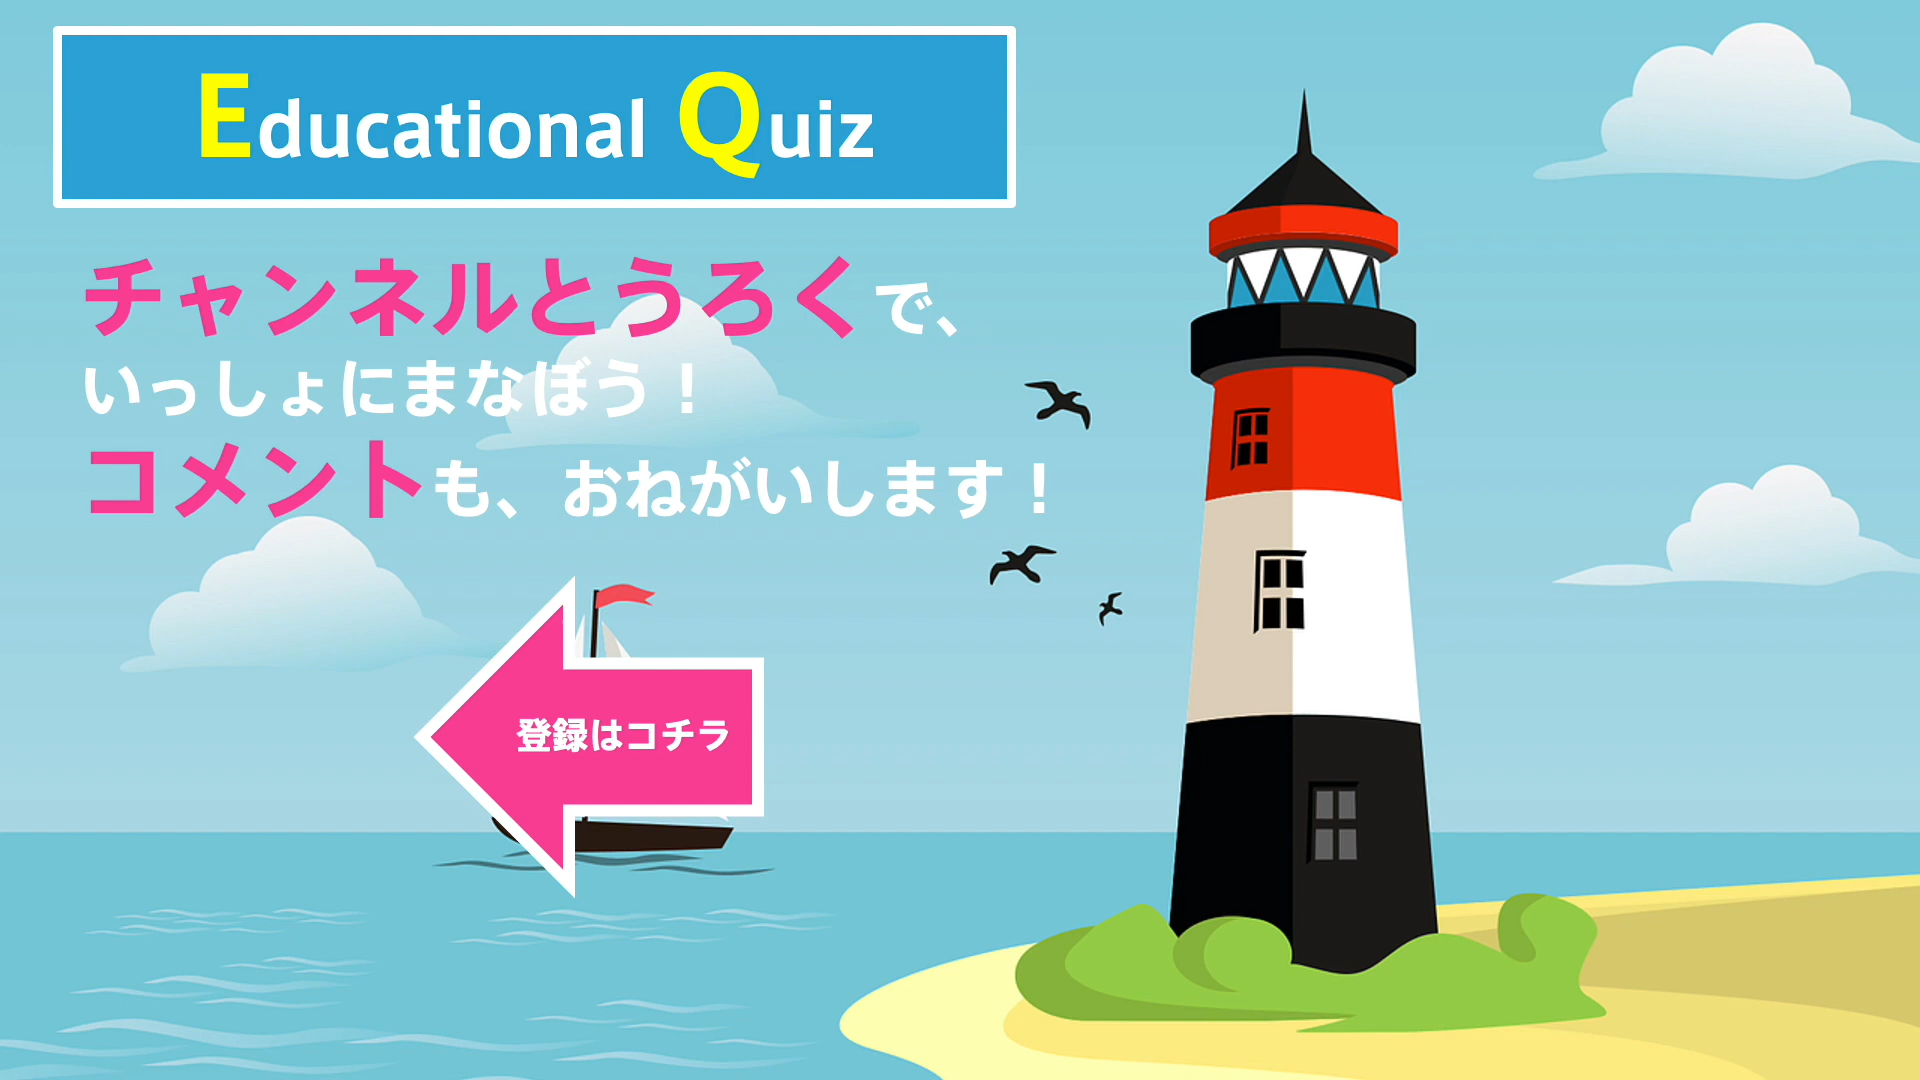 Educational Quiz
チャンネルとうろくで、
いっしょにまなぼう！
コメントも、おねがいします！
登録はコチラ